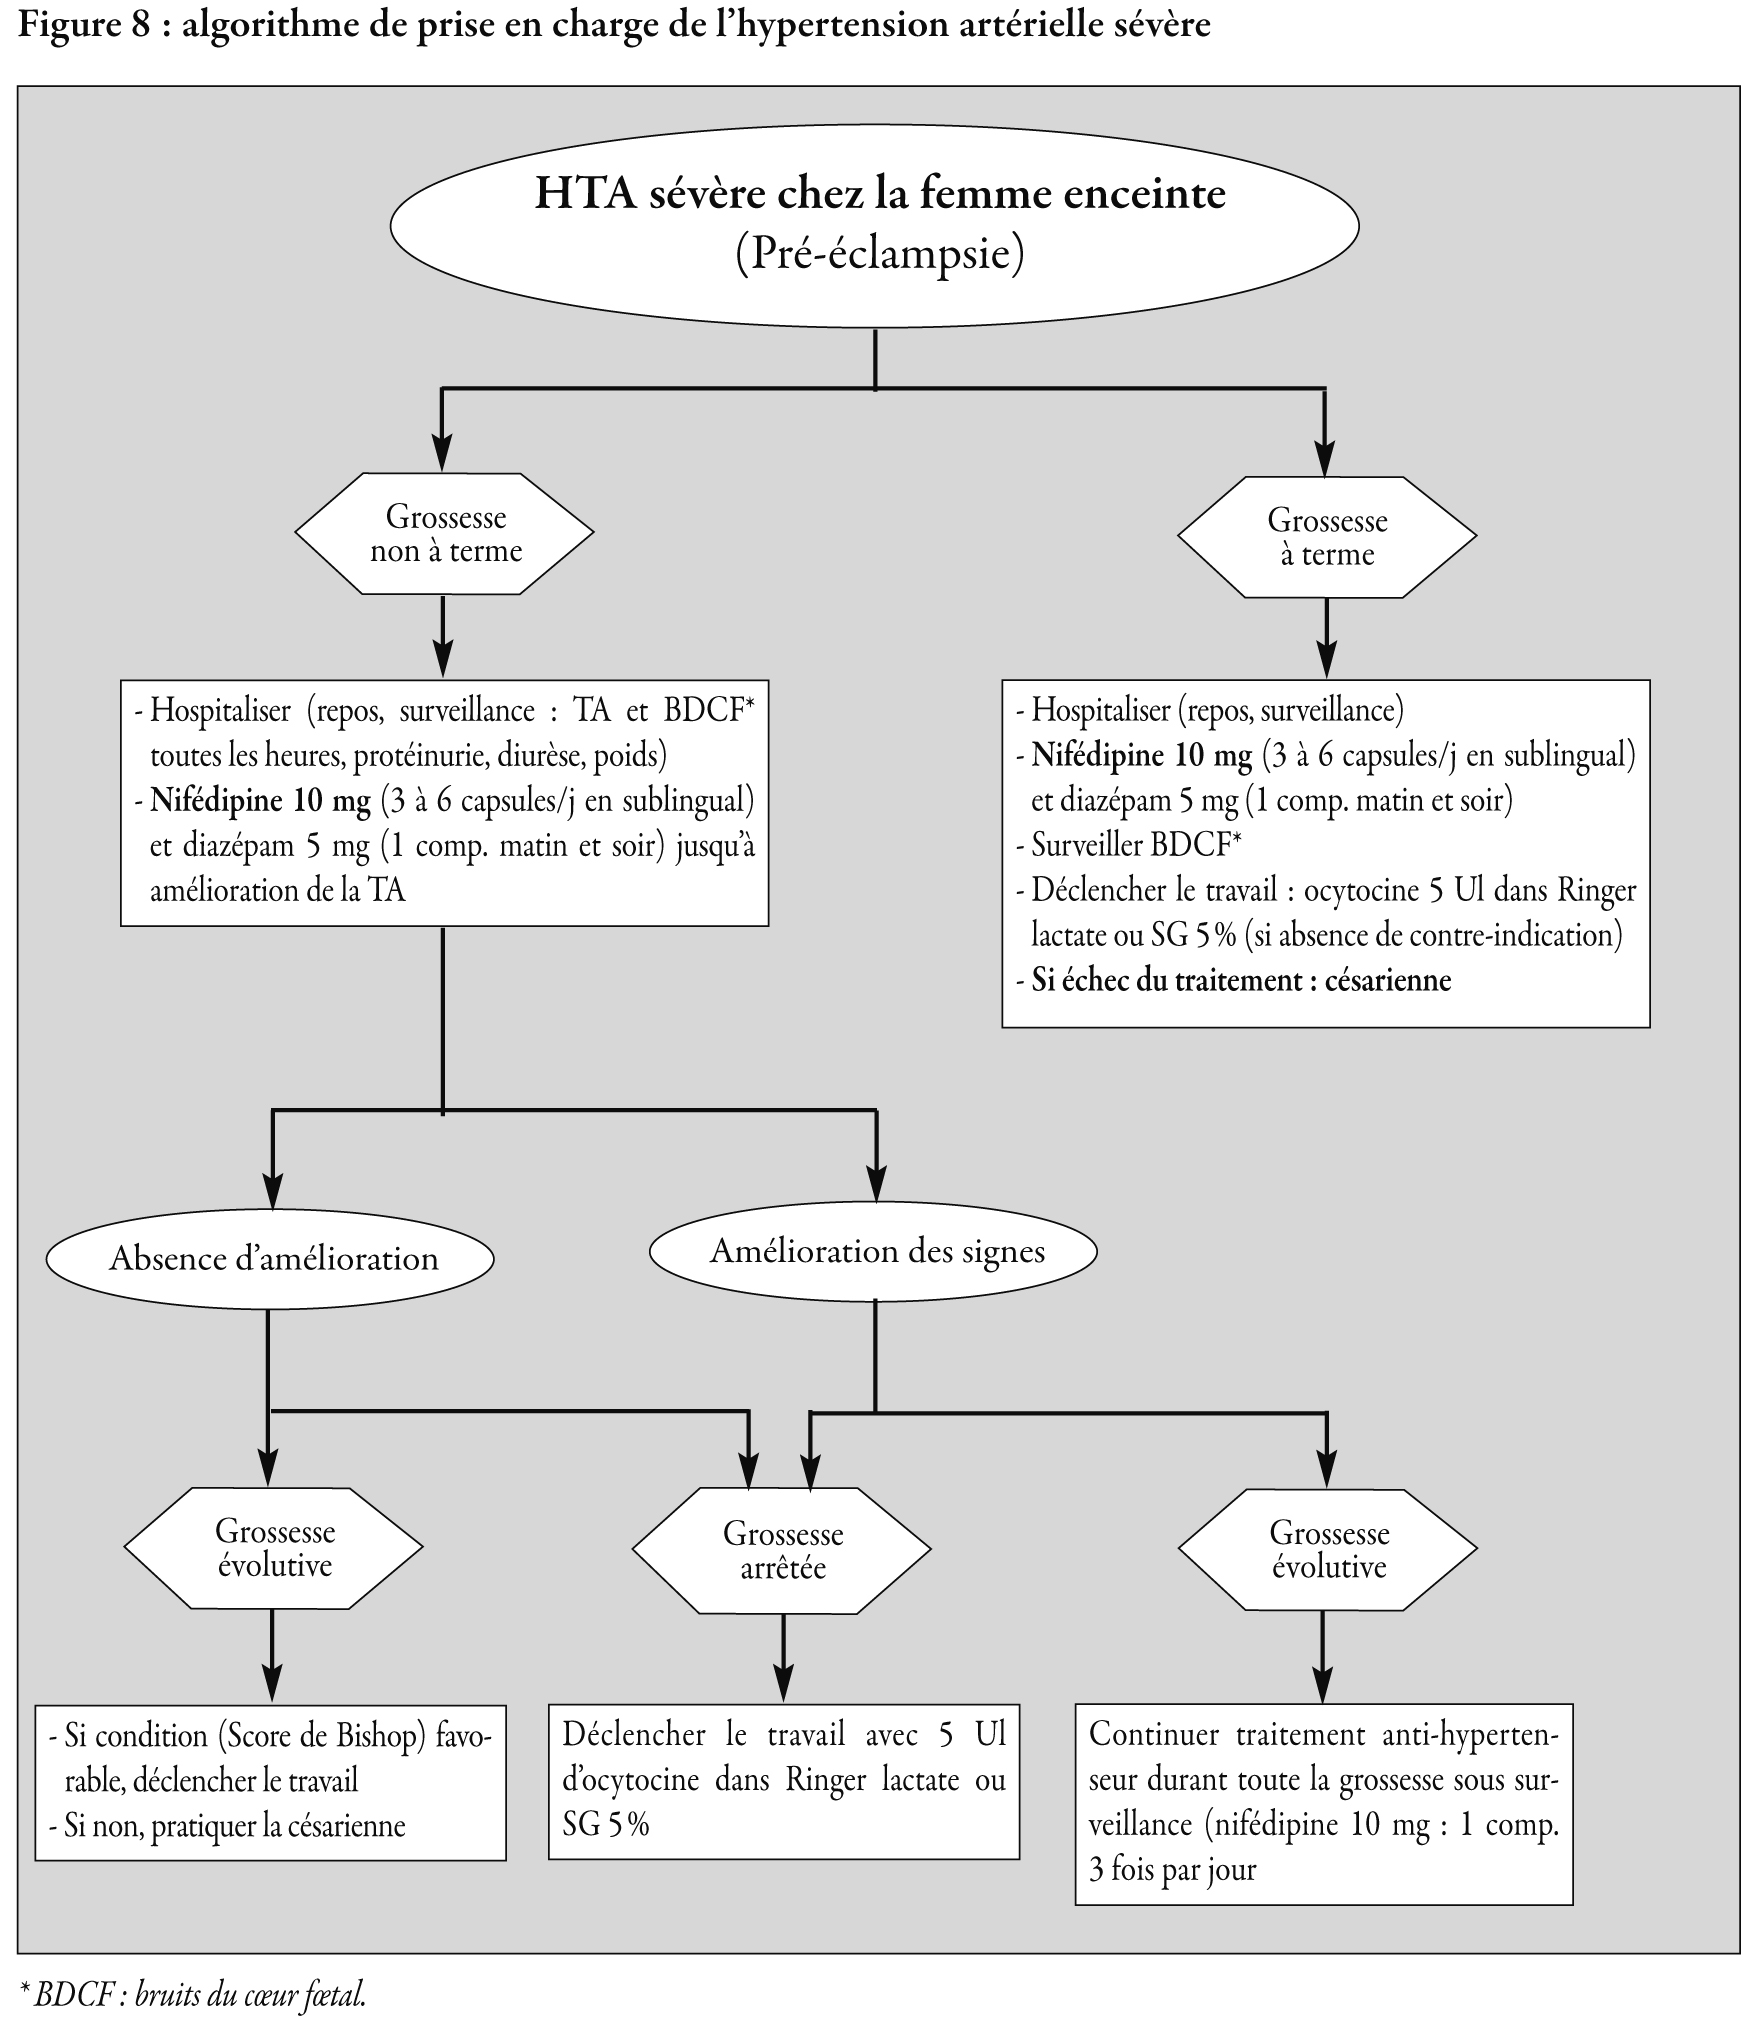 Figure 8 : algorithme de prise en charge de l’hypertension artérielle sévère
HTA sévère chez la femme enceinte
(Pré-éclampsie)
Grossesse
non à terme
Grossesse
à terme
- Hospitaliser (repos, surveillance : TA et BDCF*
toutes les heures, protéinurie, diurèse, poids)
- Nifédipine 10 mg (3 à 6 capsules/j en sublingual)
et diazépam 5 mg (1 comp. matin et soir) jusqu’à
amélioration de la TA
- Hospitaliser (repos, surveillance)
- Nifédipine 10 mg (3 à 6 capsules/j en sublingual)
et diazépam 5 mg (1 comp. matin et soir)
- Surveiller BDCF*
- Déclencher le travail : ocytocine 5 Ul dans Ringer
lactate ou SG 5 % (si absence de contre-indication)
- Si échec du traitement : césarienne
Absence d’amélioration
Amélioration des signes
Grossesse
évolutive
Grossesse
arrêtée
Grossesse
évolutive
- Si condition (Score de Bishop) favo-
rable, déclencher le travail
- Si non, pratiquer la césarienne
Déclencher le travail avec 5 Ul
d’ocytocine dans Ringer lactate ou
SG 5 %
Continuer traitement anti-hyperten-
seur durant toute la grossesse sous sur-
veillance (nifédipine 10 mg : 1 comp.
3 fois par jour
* BDCF : bruits du cœur fœtal.